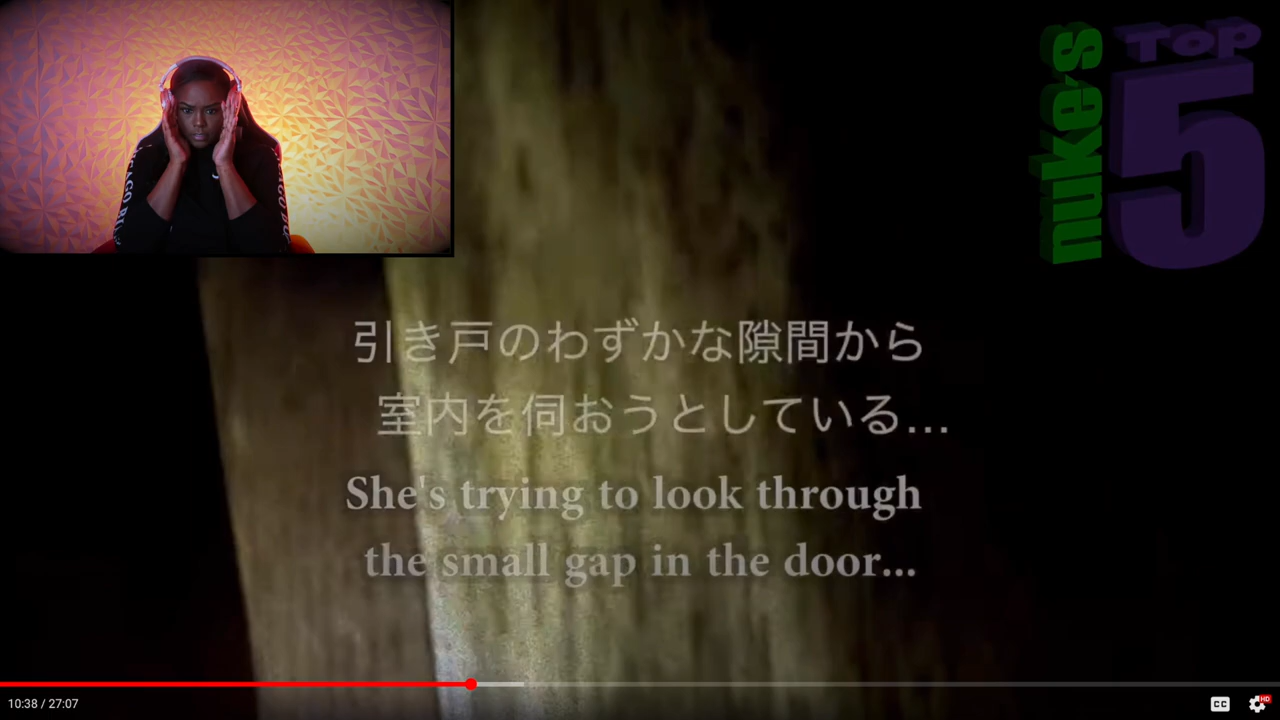 nuke's
Top
5
引き戸のわずかな隙間から
室内を伺おうとしている...
She's trying to look through
the small gap in the door...
10:38 / 27:07
CC
HD